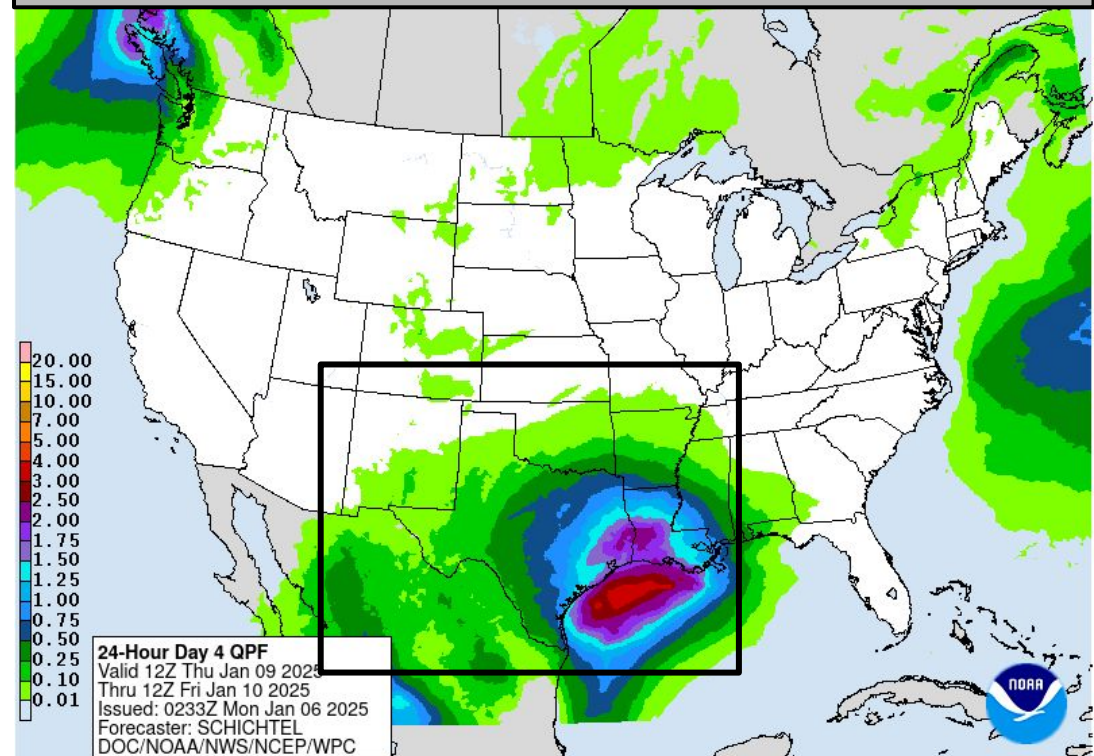 20.00
15.00
10.00
7.00
5.00
4.00
3.00
2.50
2.00
1.75
1.50
1.25
1.00
0.75
0.50
0.25
0.10
0.01
24-Hour Day 4 QPF
Valid 12Z Thu Jan 09 2025
Thru 12Z Fri Jan 10 2025
Issued: 0233Z Mon Jan 06 2025
Forecaster: SCHICHTEL
DOC/NOAA/NWS/NCEP/WPC
NOAA